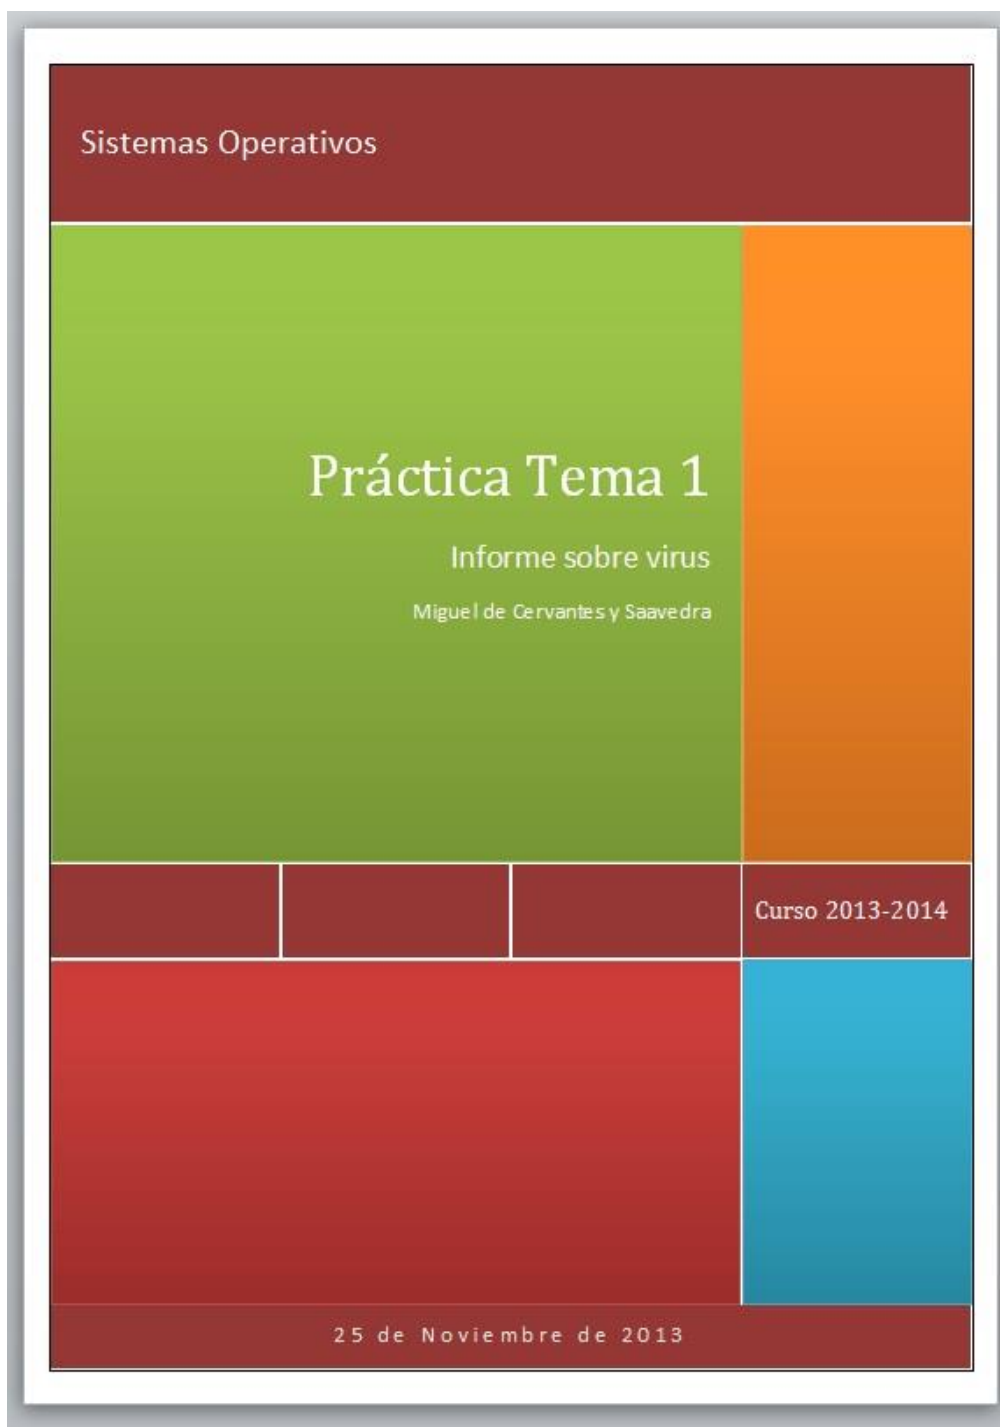 Sistemas Operativos
Práctica Tema 1
Informe sobre virus
Miguel de Cervantes y Saavedra
Curso 2013-2014
25 de Noviembre de 2013